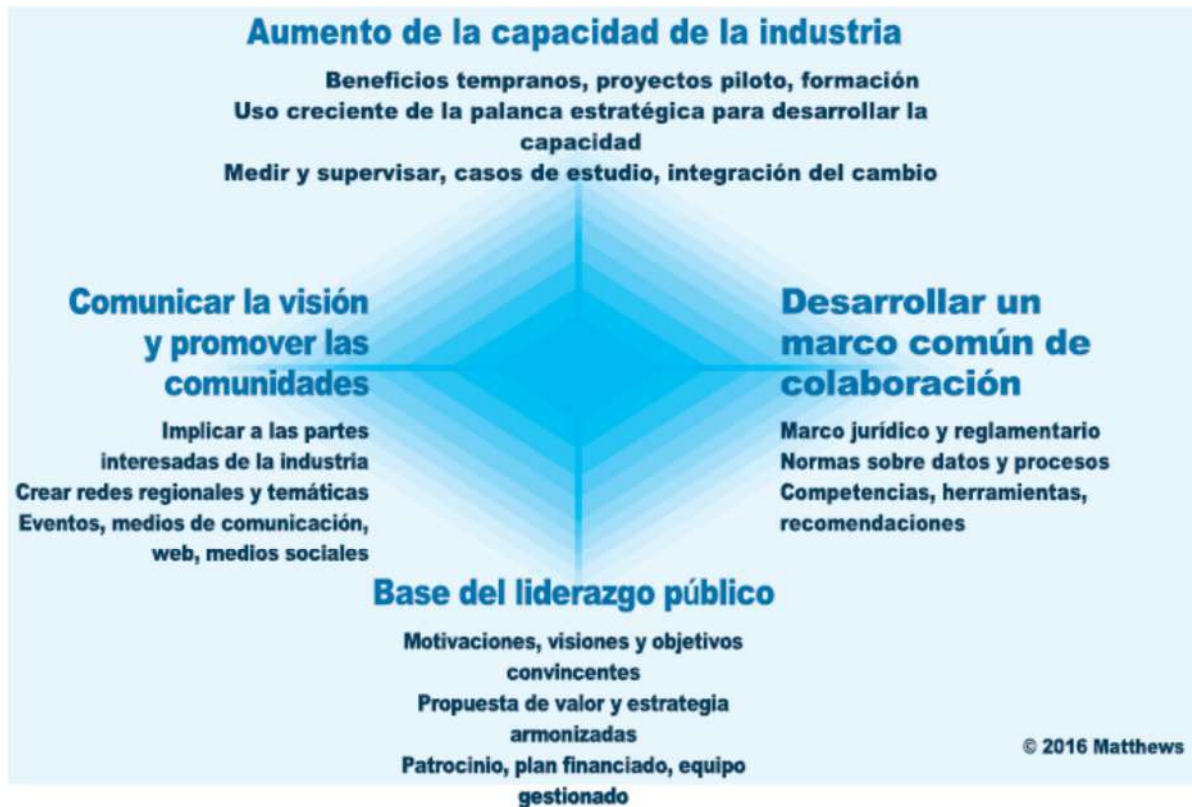 Aumento de la capacidad de la industria
Beneficios tempranos, proyectos piloto, formación
Uso creciente de la palanca estratégica para desarrollar la
capacidad
Medir y supervisar, casos de estudio, integración del cambio
Comunicar la visión
y promover las
comunidades
Implicar a las partes
interesadas de la industria
Crear redes regionales y temáticas
Eventos, medios de comunicación,
web, medios sociales
Desarrollar un
marco común de
colaboración
Marco jurídico y reglamentario
Normas sobre datos y procesos
Competencias, herramientas,
recomendaciones
Base del liderazgo público
Motivaciones, visiones y objetivos
convincentes
Propuesta de valor y estrategia
armonizadas
Patrocinio, plan financiado, equipo
gestionado
© 2016 Matthews